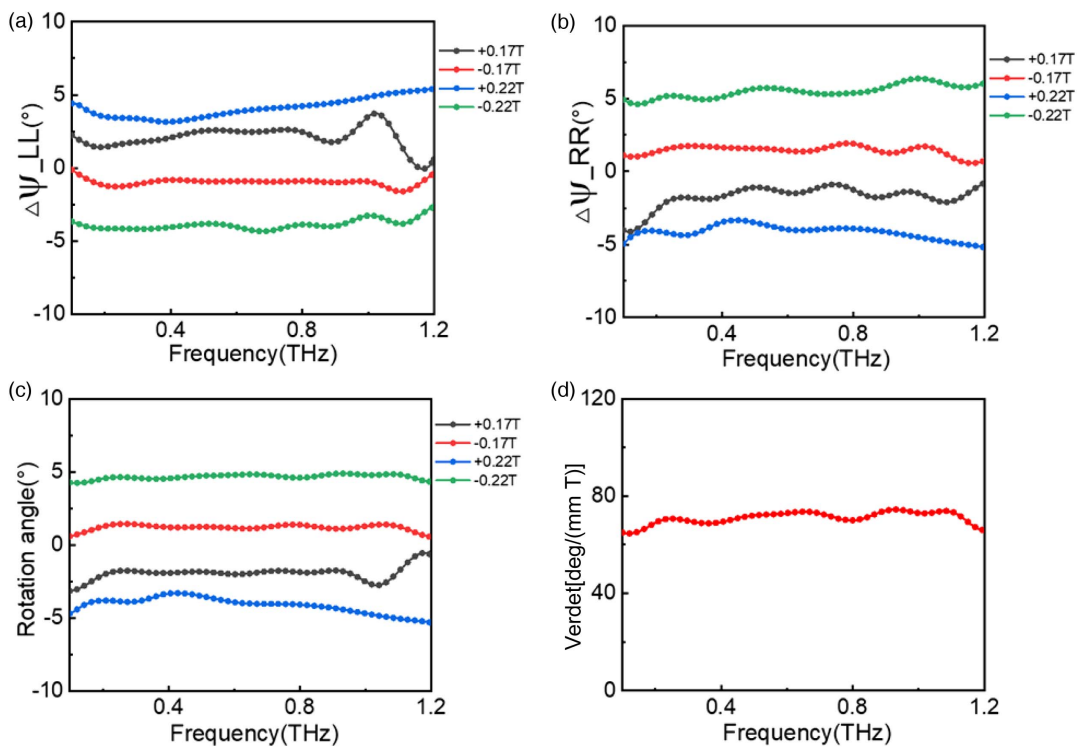 (a)
10
5
0
-5
-10
△ψ_LL(°)
0.4
0.8
1.2
Frequency(THz)
+0.17T
-0.17T
+0.22T
-0.22T
(b)
10
5
0
-5
-10
△ψ_RR(°)
0.4
0.8
1.2
Frequency(THz)
+0.17T
-0.17T
+0.22T
-0.22T
(c)
10
5
0
-5
-10
Rotation angle(°)
0.4
0.8
1.2
Frequency(THz)
+0.17T
-0.17T
+0.22T
-0.22T
(d)
120
80
40
0
Verdet[deg/(mm T)]
0.4
0.8
1.2
Frequency(THz)